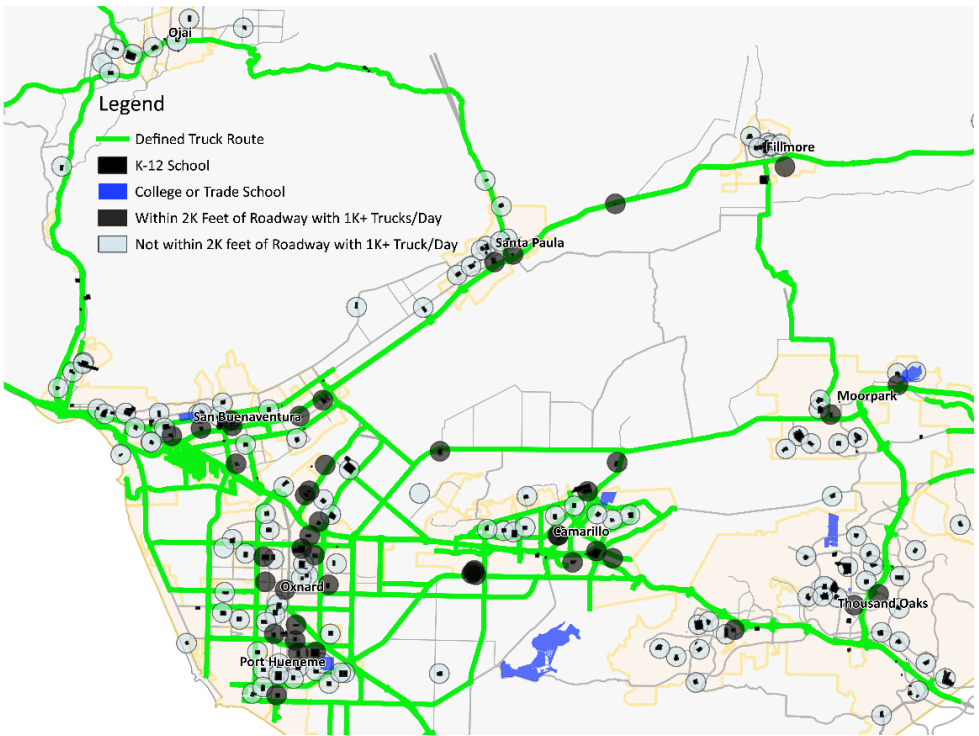 Ojai
Legend
Defined Truck Route
K-12 School
College or Trade School
Within 2K Feet of Roadway with 1K+ Trucks/Day
Not within 2K feet of Roadway with 1K+ Truck/Day
Fillmore
Santa Paula
Moorpark
San Buenaventura
Camarillo
Oxnard
Thousand Oaks
Port Hueneme